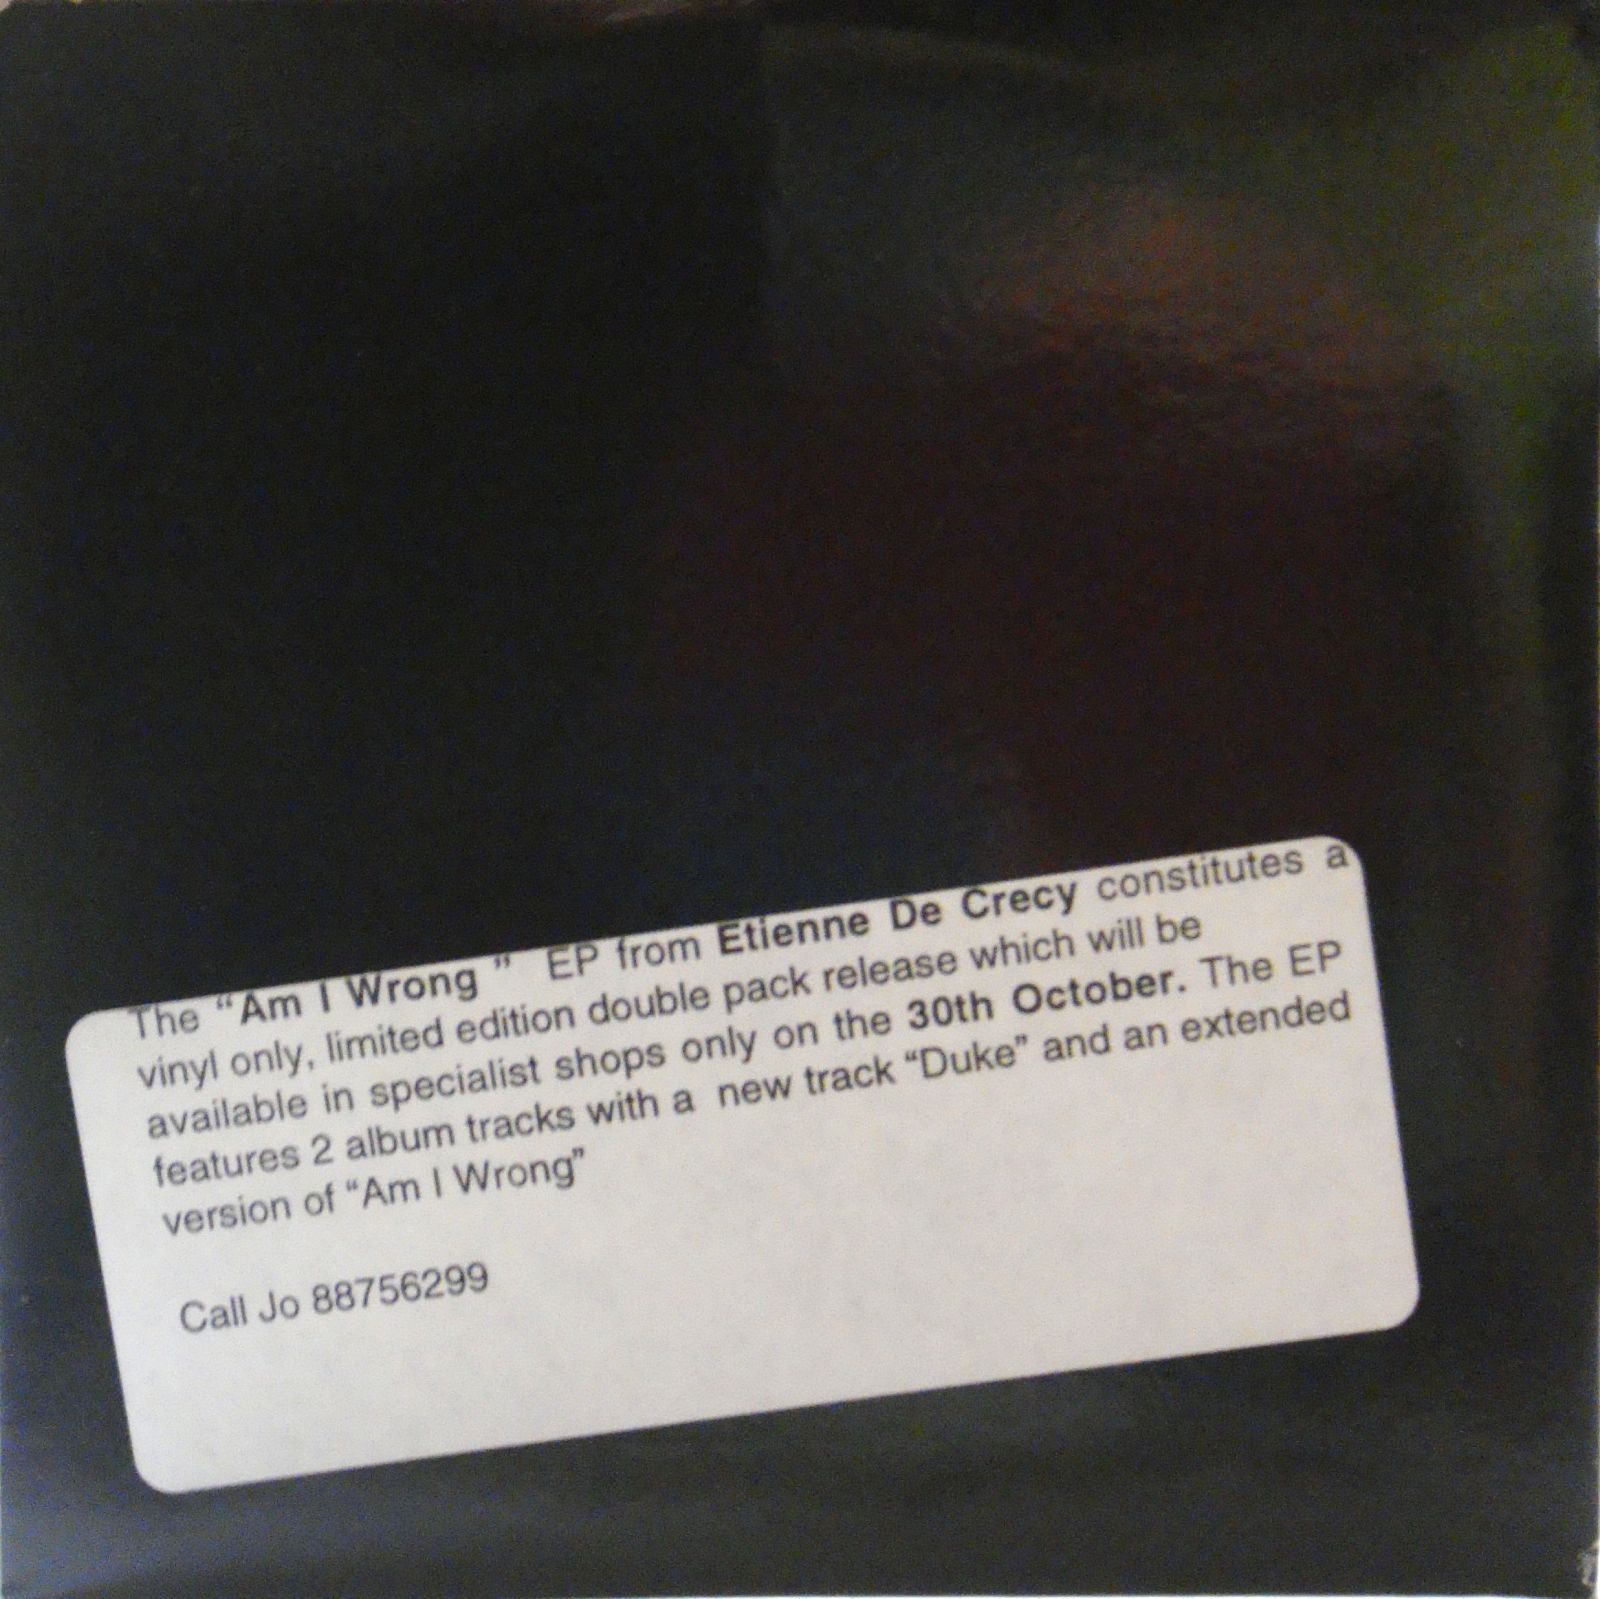 The “Am I Wrong ” EP from Etienne De Crecy constitutes a
vinyl only, limited edition double pack release which will be
available in specialist shops only on the 30th October. The EP
features 2 album tracks with a new track “Duke” and an extended
version of “Am I Wrong”
Call Jo 88756299